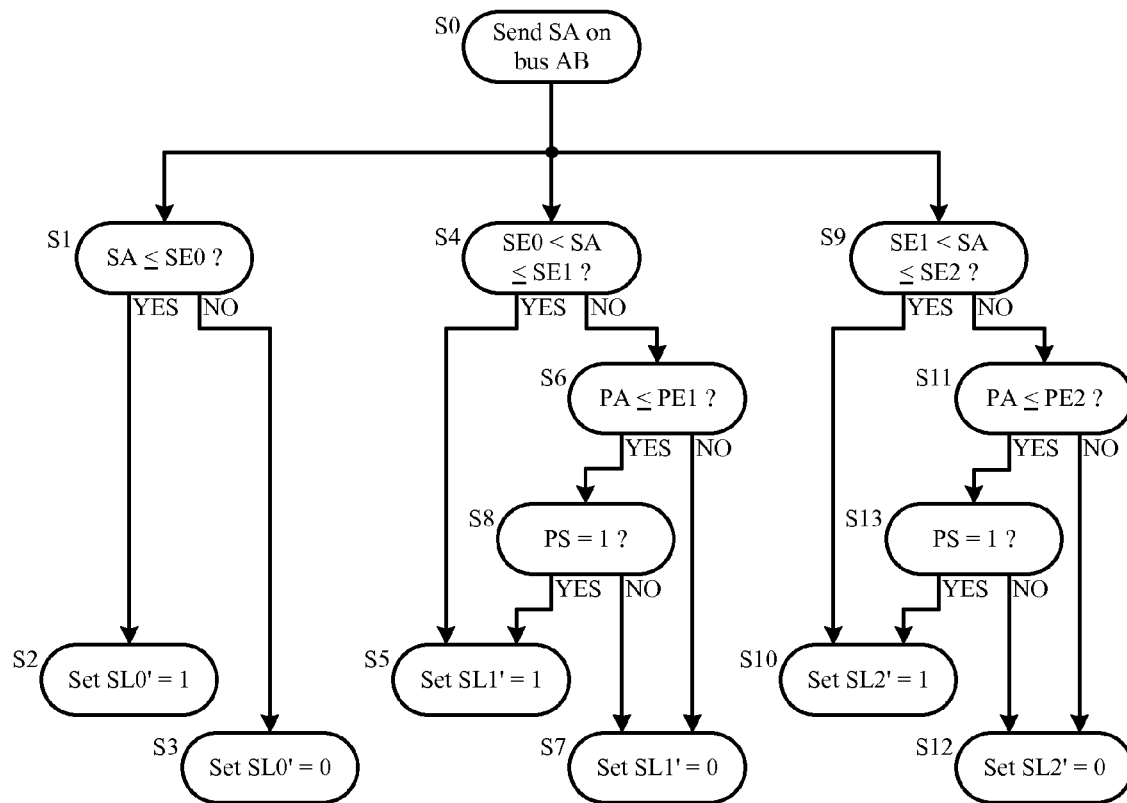 S0
Send SA on
bus AB
S1
SA ≤ SE0 ?
YES
NO
S4
SE0 < SA
≤ SE1 ?
YES
NO
S9
SE1 < SA
≤ SE2 ?
YES
NO
S6
PA ≤ PE1 ?
YES
NO
S11
PA ≤ PE2 ?
YES
NO
S8
PS = 1 ?
YES
NO
S13
PS = 1 ?
YES
NO
S2
Set SL0' = 1
S5
Set SL1' = 1
S10
Set SL2' = 1
S3
Set SL0' = 0
S7
Set SL1' = 0
S12
Set SL2' = 0